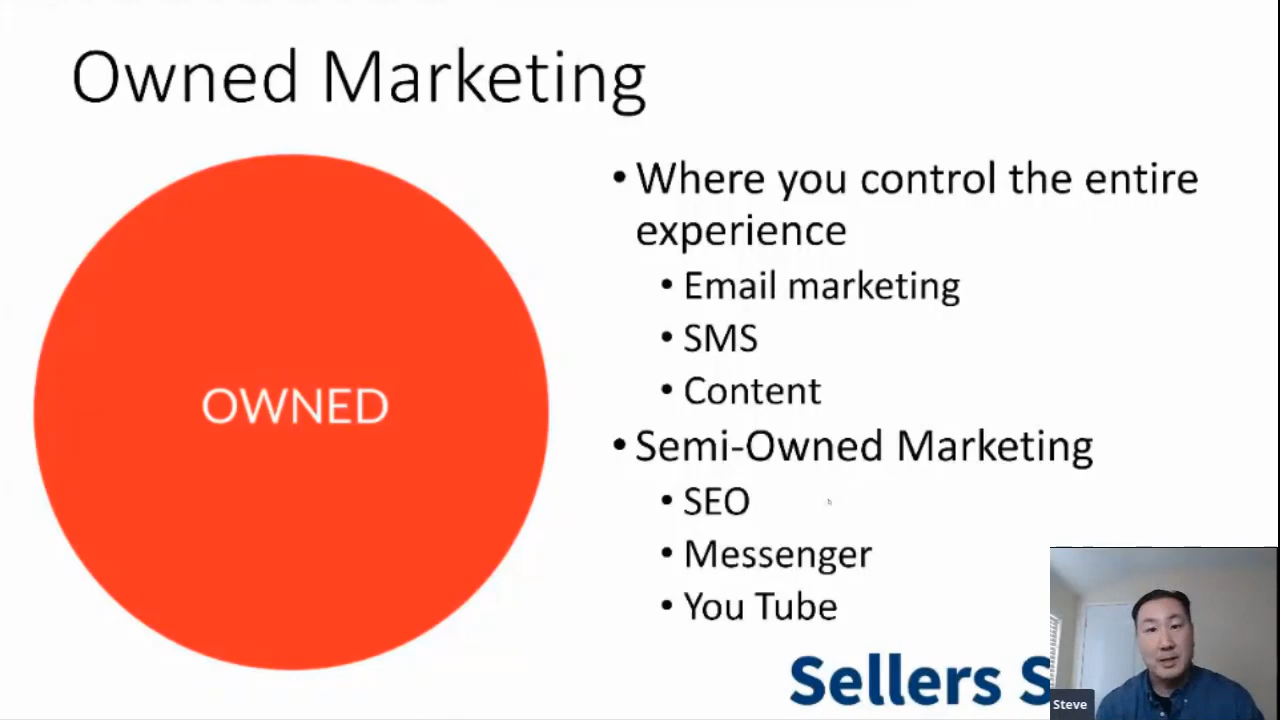 Owned Marketing
OWNED
• Where you control the entire
experience
• Email marketing
• SMS
• Content
• Semi-Owned Marketing
• SEO
• Messenger
• You Tube
Sellers S
Steve